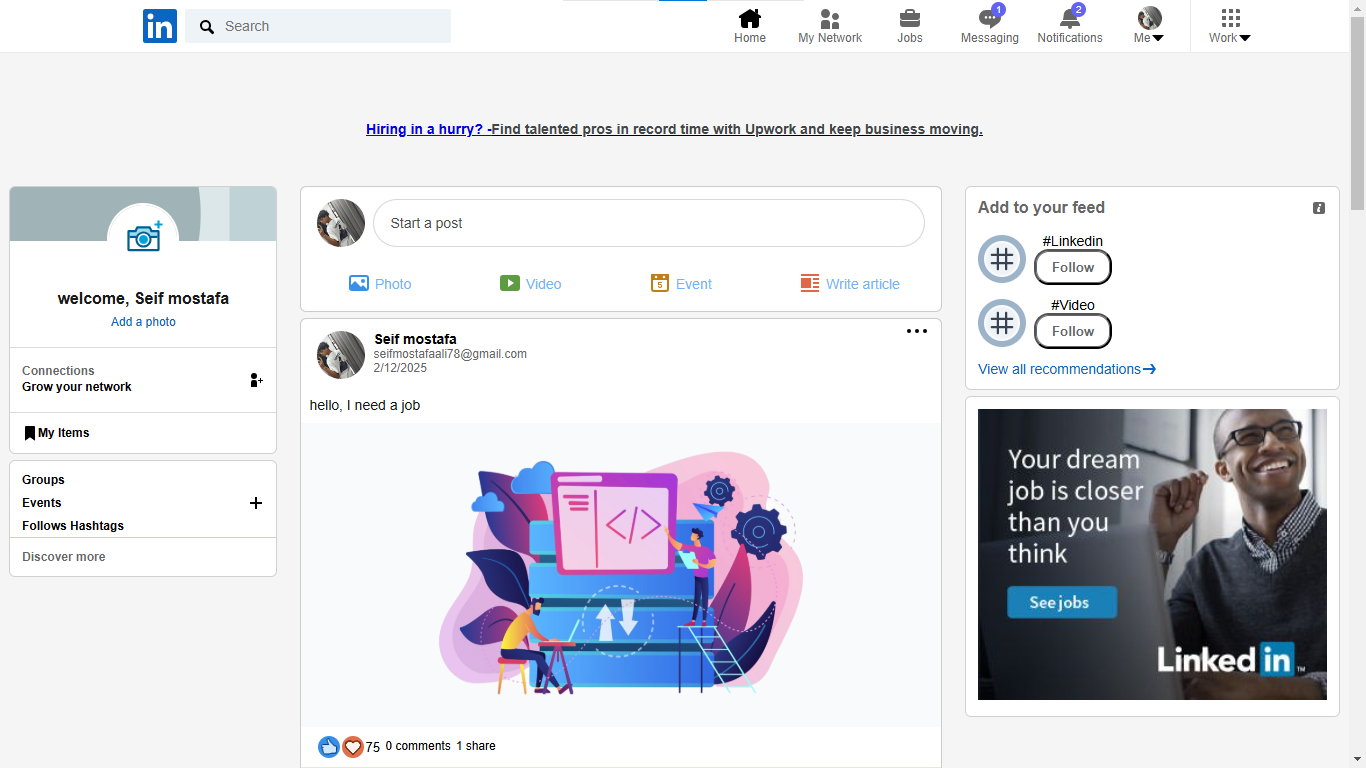 in
Search
Home
My Network
Jobs
1
Messaging
2
Notifications
Me
Work
Hiring in a hurry? -Find talented pros in record time with Upwork and keep business moving.
welcome, Seif mostafa
Add a photo
Connections
Grow your network
My Items
Groups
Events
Follows Hashtags
Discover more
Start a post
Photo
Video
5
Event
Write article
Seif mostafa
seifmostafaali78@gmail.com
2/12/2025
hello, I need a job
</>
75 0 comments 1 share
Add to your feed
#Linkedin
Follow
#Video
Follow
View all recommendations
Your dream
job is closer
than you
think
See jobs
Linked in TM